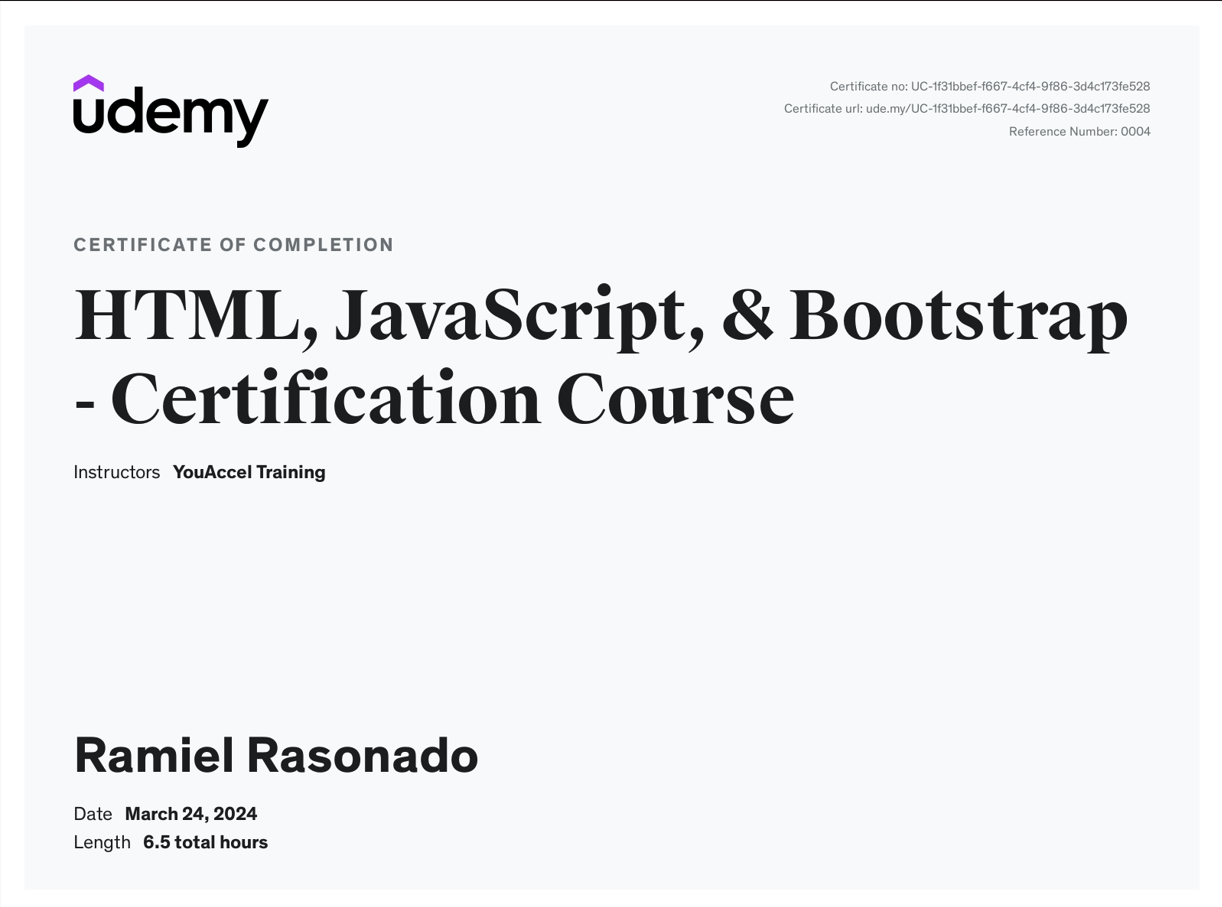 udemy
Certificate no: UC-1f31bbef-f667-4cf4-9f86-3d4c173fe528
Certificate url: ude.my/UC-1f31bbef-f667-4cf4-9f86-3d4c173fe528
Reference Number: 0004
CERTIFICATE OF COMPLETION
HTML, JavaScript, & Bootstrap
- Certification Course
Instructors YouAccel Training
Ramiel Rasonado
Date March 24, 2024
Length 6.5 total hours